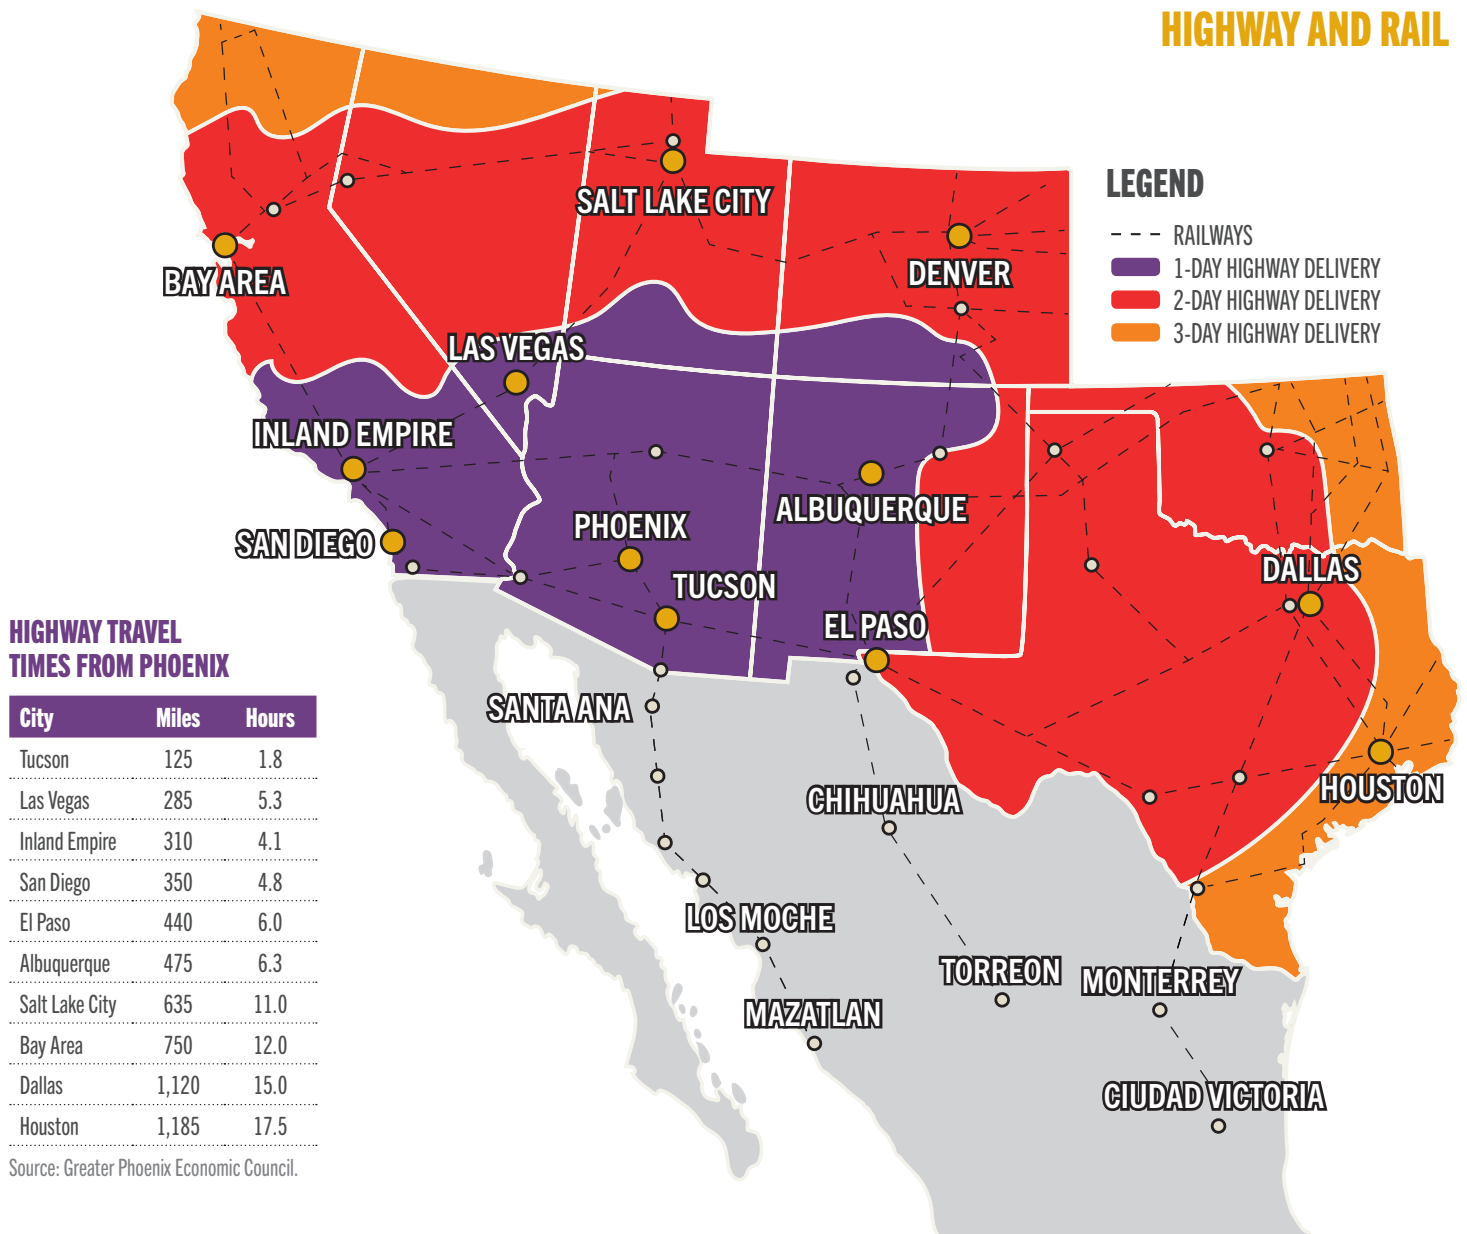 HIGHWAY AND RAIL
LEGEND
RAILWAYS
1-DAY HIGHWAY DELIVERY
2-DAY HIGHWAY DELIVERY
3-DAY HIGHWAY DELIVERY
SALT LAKE CITY
BAY AREA
DENVER
LAS VEGAS
INLAND EMPIRE
ALBUQUERQUE
PHOENIX
SAN DIEGO
DALLAS
TUCSON
EL PASO
SANTA ANA
HOUSTON
CHIHUAHUA
LOS MOCHE
TORREON
MONTERREY
MAZATLAN
CIUDAD VICTORIA
HIGHWAY TRAVEL
TIMES FROM PHOENIX
City Miles Hours
Tucson 125 1.8
Las Vegas 285 5.3
Inland Empire 310 4.1
San Diego 350 4.8
El Paso 440 6.0
Albuquerque 475 6.3
Salt Lake City 635 11.0
Bay Area 750 12.0
Dallas 1,120 15.0
Houston 1,185 17.5
Source: Greater Phoenix Economic Council.